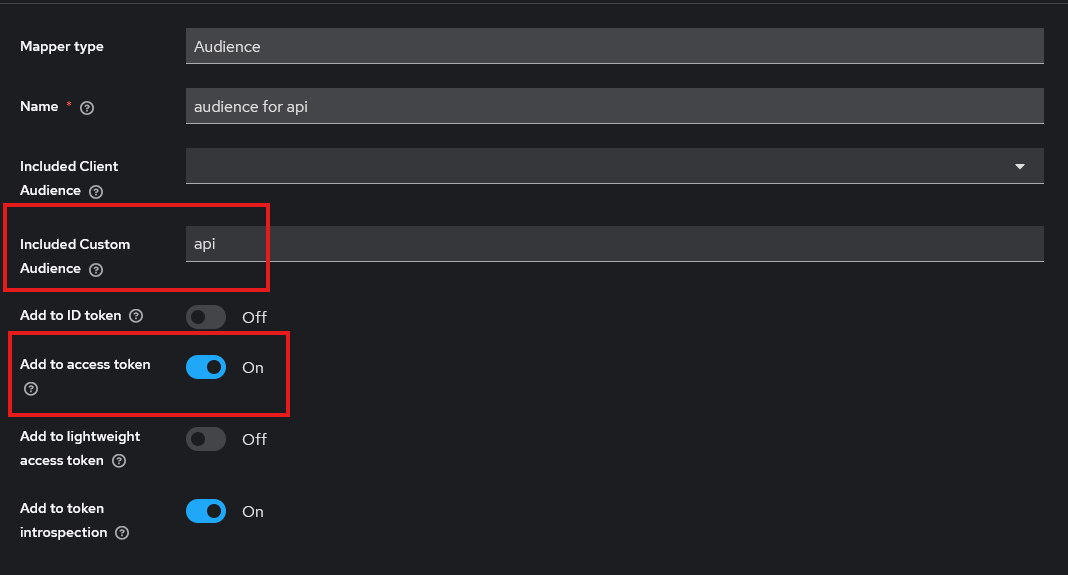 Mapper type
Audience
Name *
audience for api
Included Client
Audience
Included Custom
Audience
api
Add to ID token
Off
Add to access token
On
Add to lightweight
access token
Off
Add to token
introspection
On